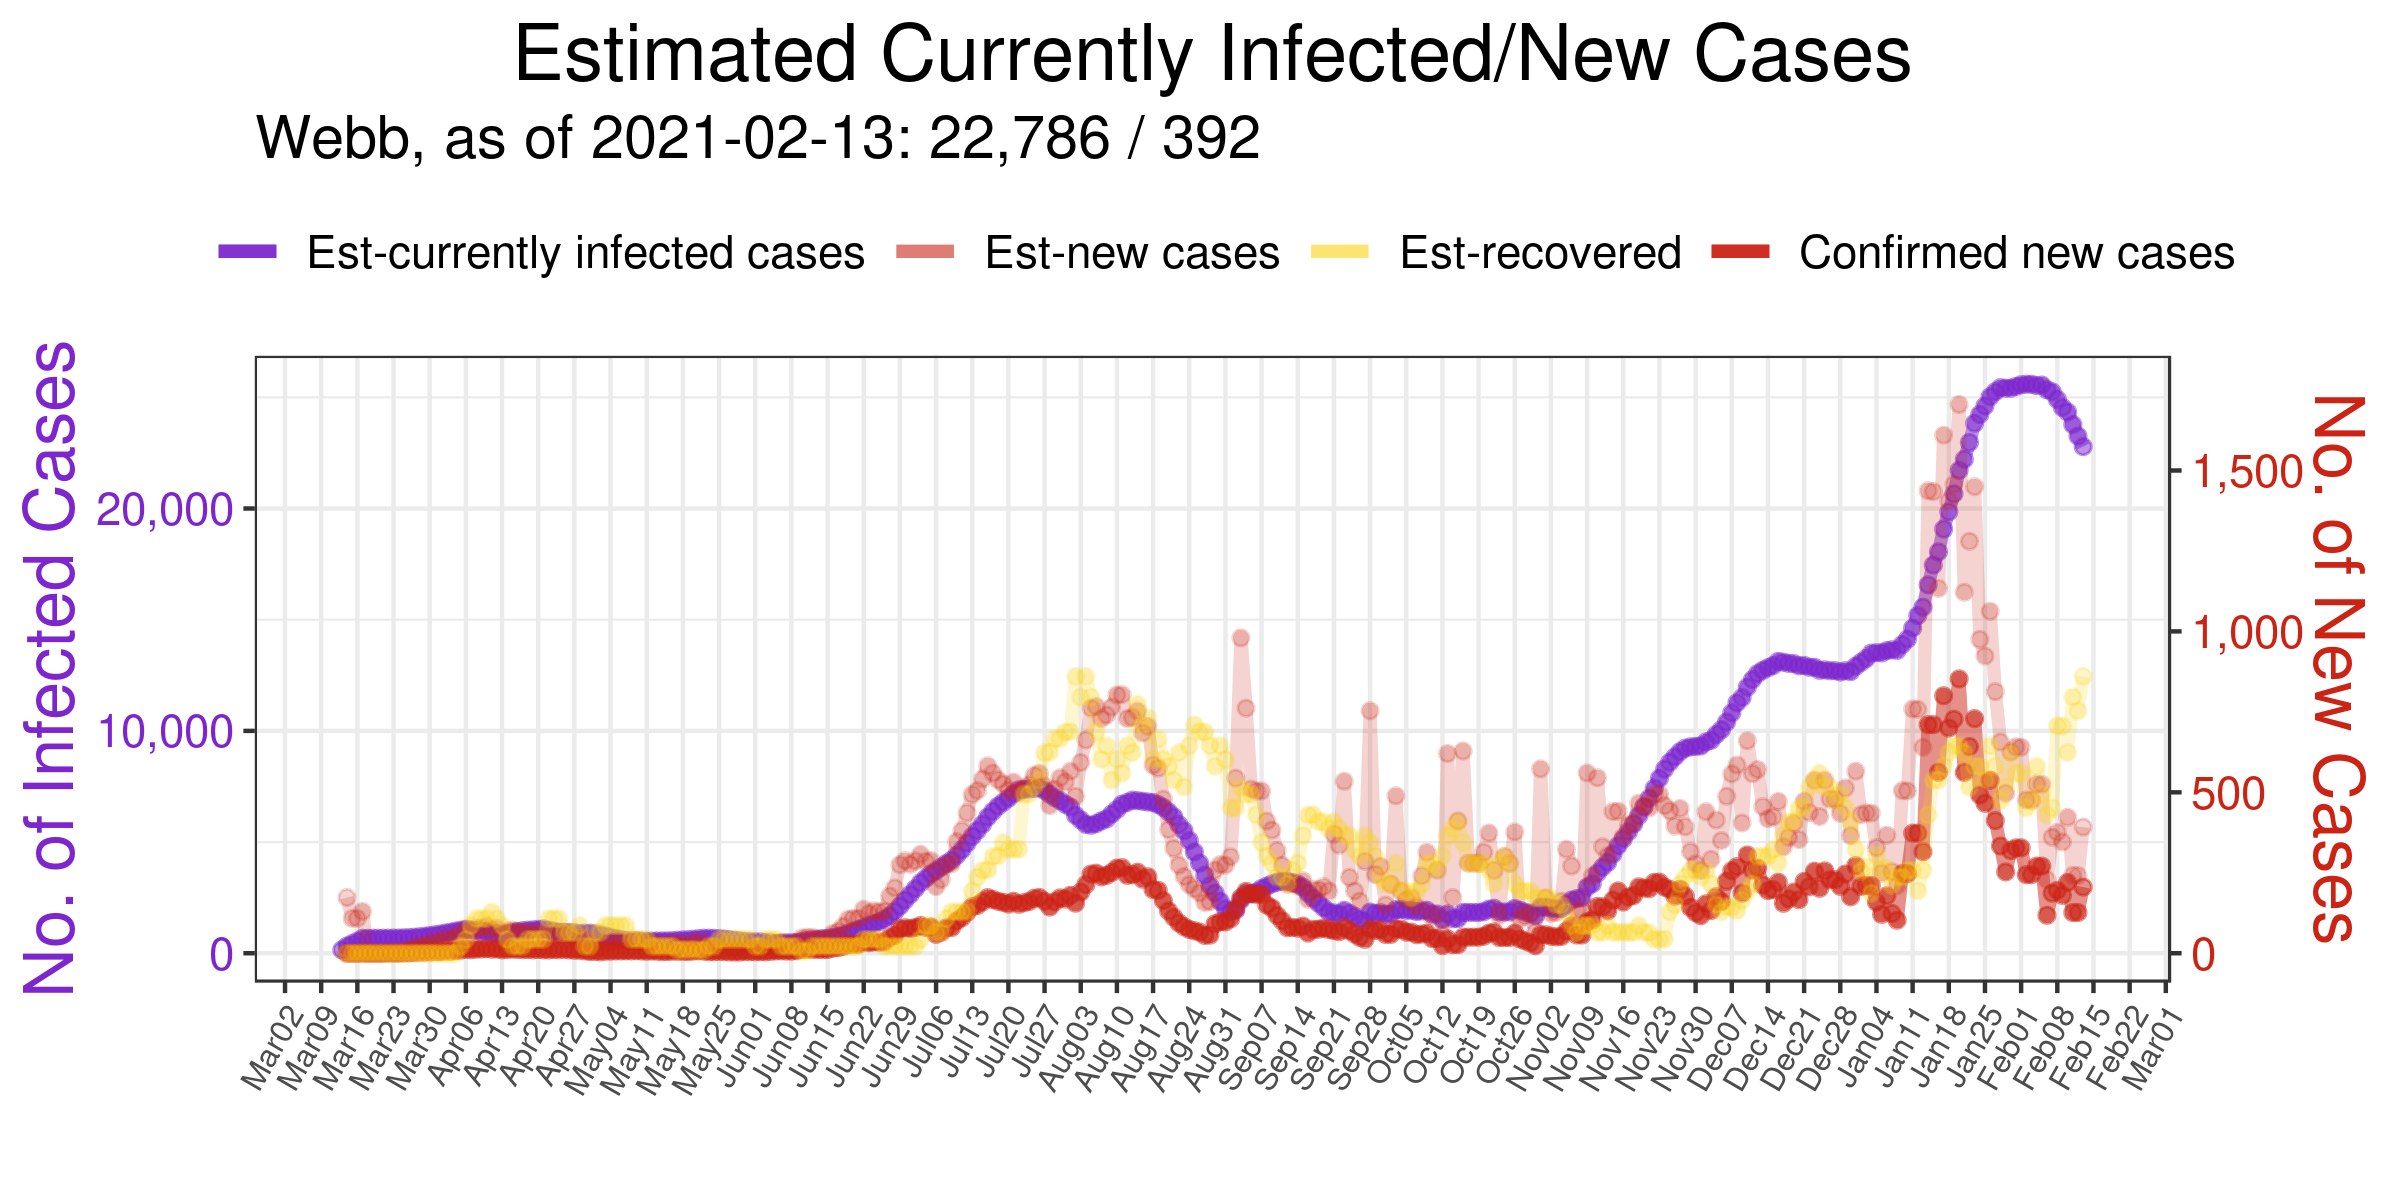 Estimated Currently Infected/New Cases
Webb, as of 2021-02-13: 22,786 / 392
Est-currently infected cases Est-new cases Est-recovered Confirmed new cases
No. of Infected Cases
20,000
10,000
0
No. of New Cases
1,500
1,000
500
0
Mar02 Mar09 Mar16 Mar23 Mar30 Apr06 Apr13 Apr20 Apr27 May04 May11 May18 May25 Jun01 Jun08 Jun15 Jun22 Jun29 Jul06 Jul13 Jul20 Jul27 Aug03 Aug10 Aug17 Aug24 Aug31 Sep07 Sep14 Sep21 Sep28 Oct05 Oct12 Oct19 Oct26 Nov02 Nov09 Nov16 Nov23 Nov30 Dec07 Dec14 Dec21 Dec28 Jan04 Jan11 Jan18 Jan25 Feb01 Feb08 Feb15 Feb22 Mar01